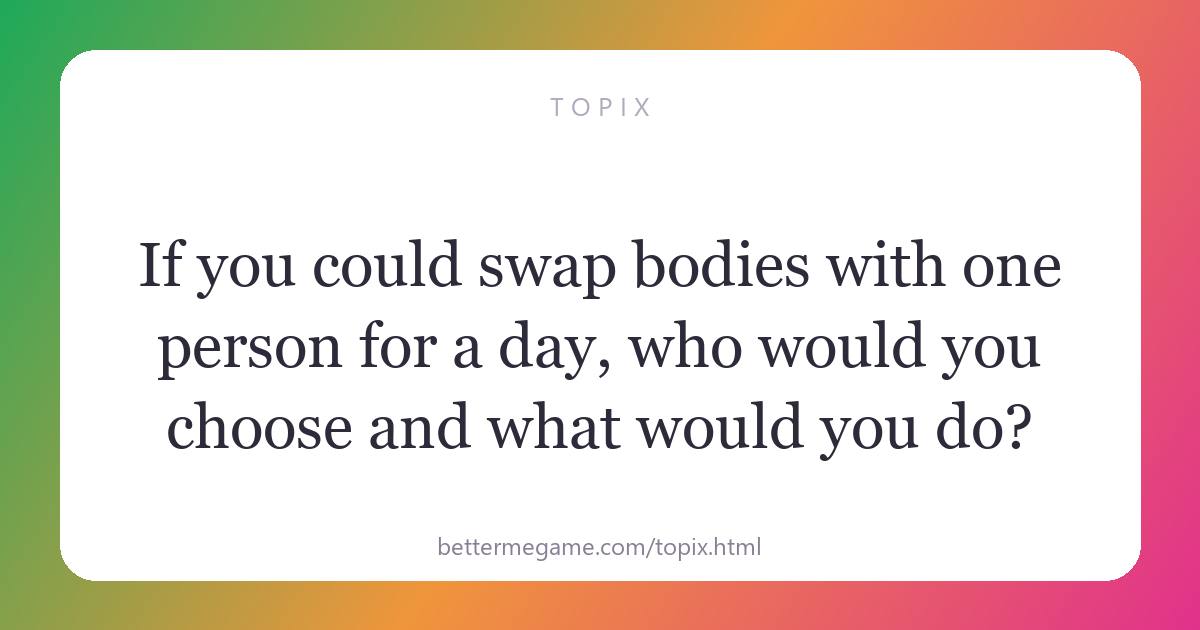 TOPIX
If you could swap bodies with one
person for a day, who would you
choose and what would you do?
bettermegame.com/topix.html